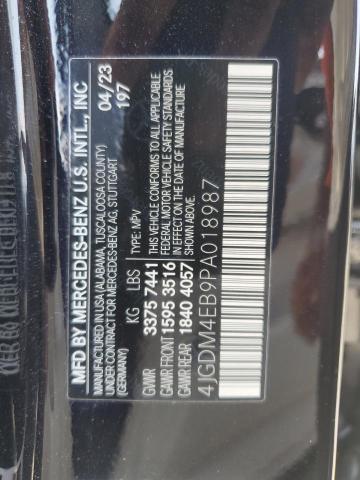 MFD BY MERCEDES-BENZ U.S. INTL., INC
MANUFACTURED IN USA (ALABAMA, TUSCALOOSA COUNTY)
UNDER CONTRACT FOR MERCEDES-BENZ AG, STUTTGART
(GERMANY)
04/23
197
KG LBS TYPE: MPV
GVWR 3375 7441 THIS VEHICLE CONFORMS TO ALL APPLICABLE
GAWR FRONT 1595 3516 FEDERAL MOTOR VEHICLE SAFETY STANDARDS
GAWR REAR 1840 4057 IN EFFECT ON THE DATE OF MANUFACTURE
SHOWN ABOVE.
4JGDM4EB9PA018987